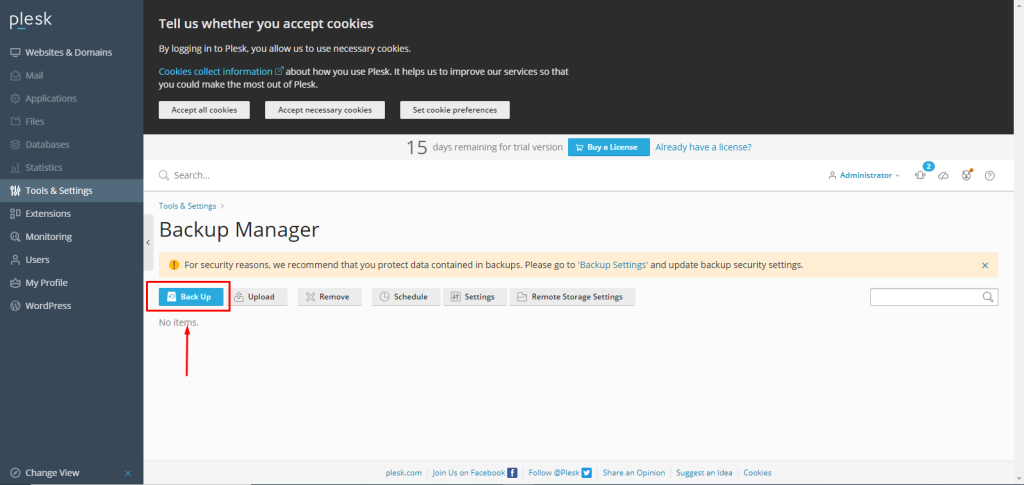 plesk
Websites & Domains
Mail
Applications
Files
Databases
Statistics
Tools & Settings
Extensions
Monitoring
Users
My Profile
WordPress
Change View
Tell us whether you accept cookies
By logging in to Plesk, you allow us to use necessary cookies.
Cookies collect information about how you use Plesk. It helps us to improve our services so that
you could make the most out of Plesk.
Accept all cookies Accept necessary cookies Set cookie preferences
15 days remaining for trial version Buy a License Already have a license?
Search... Administrator 2
Tools & Settings
Backup Manager
For security reasons, we recommend that you protect data contained in backups. Please go to 'Backup Settings' and update backup security settings.
Back Up Upload Remove Schedule Settings Remote Storage Settings
No items.
plesk.com Join Us on Facebook Follow @Plesk Share an Opinion Suggest an Idea Cookies